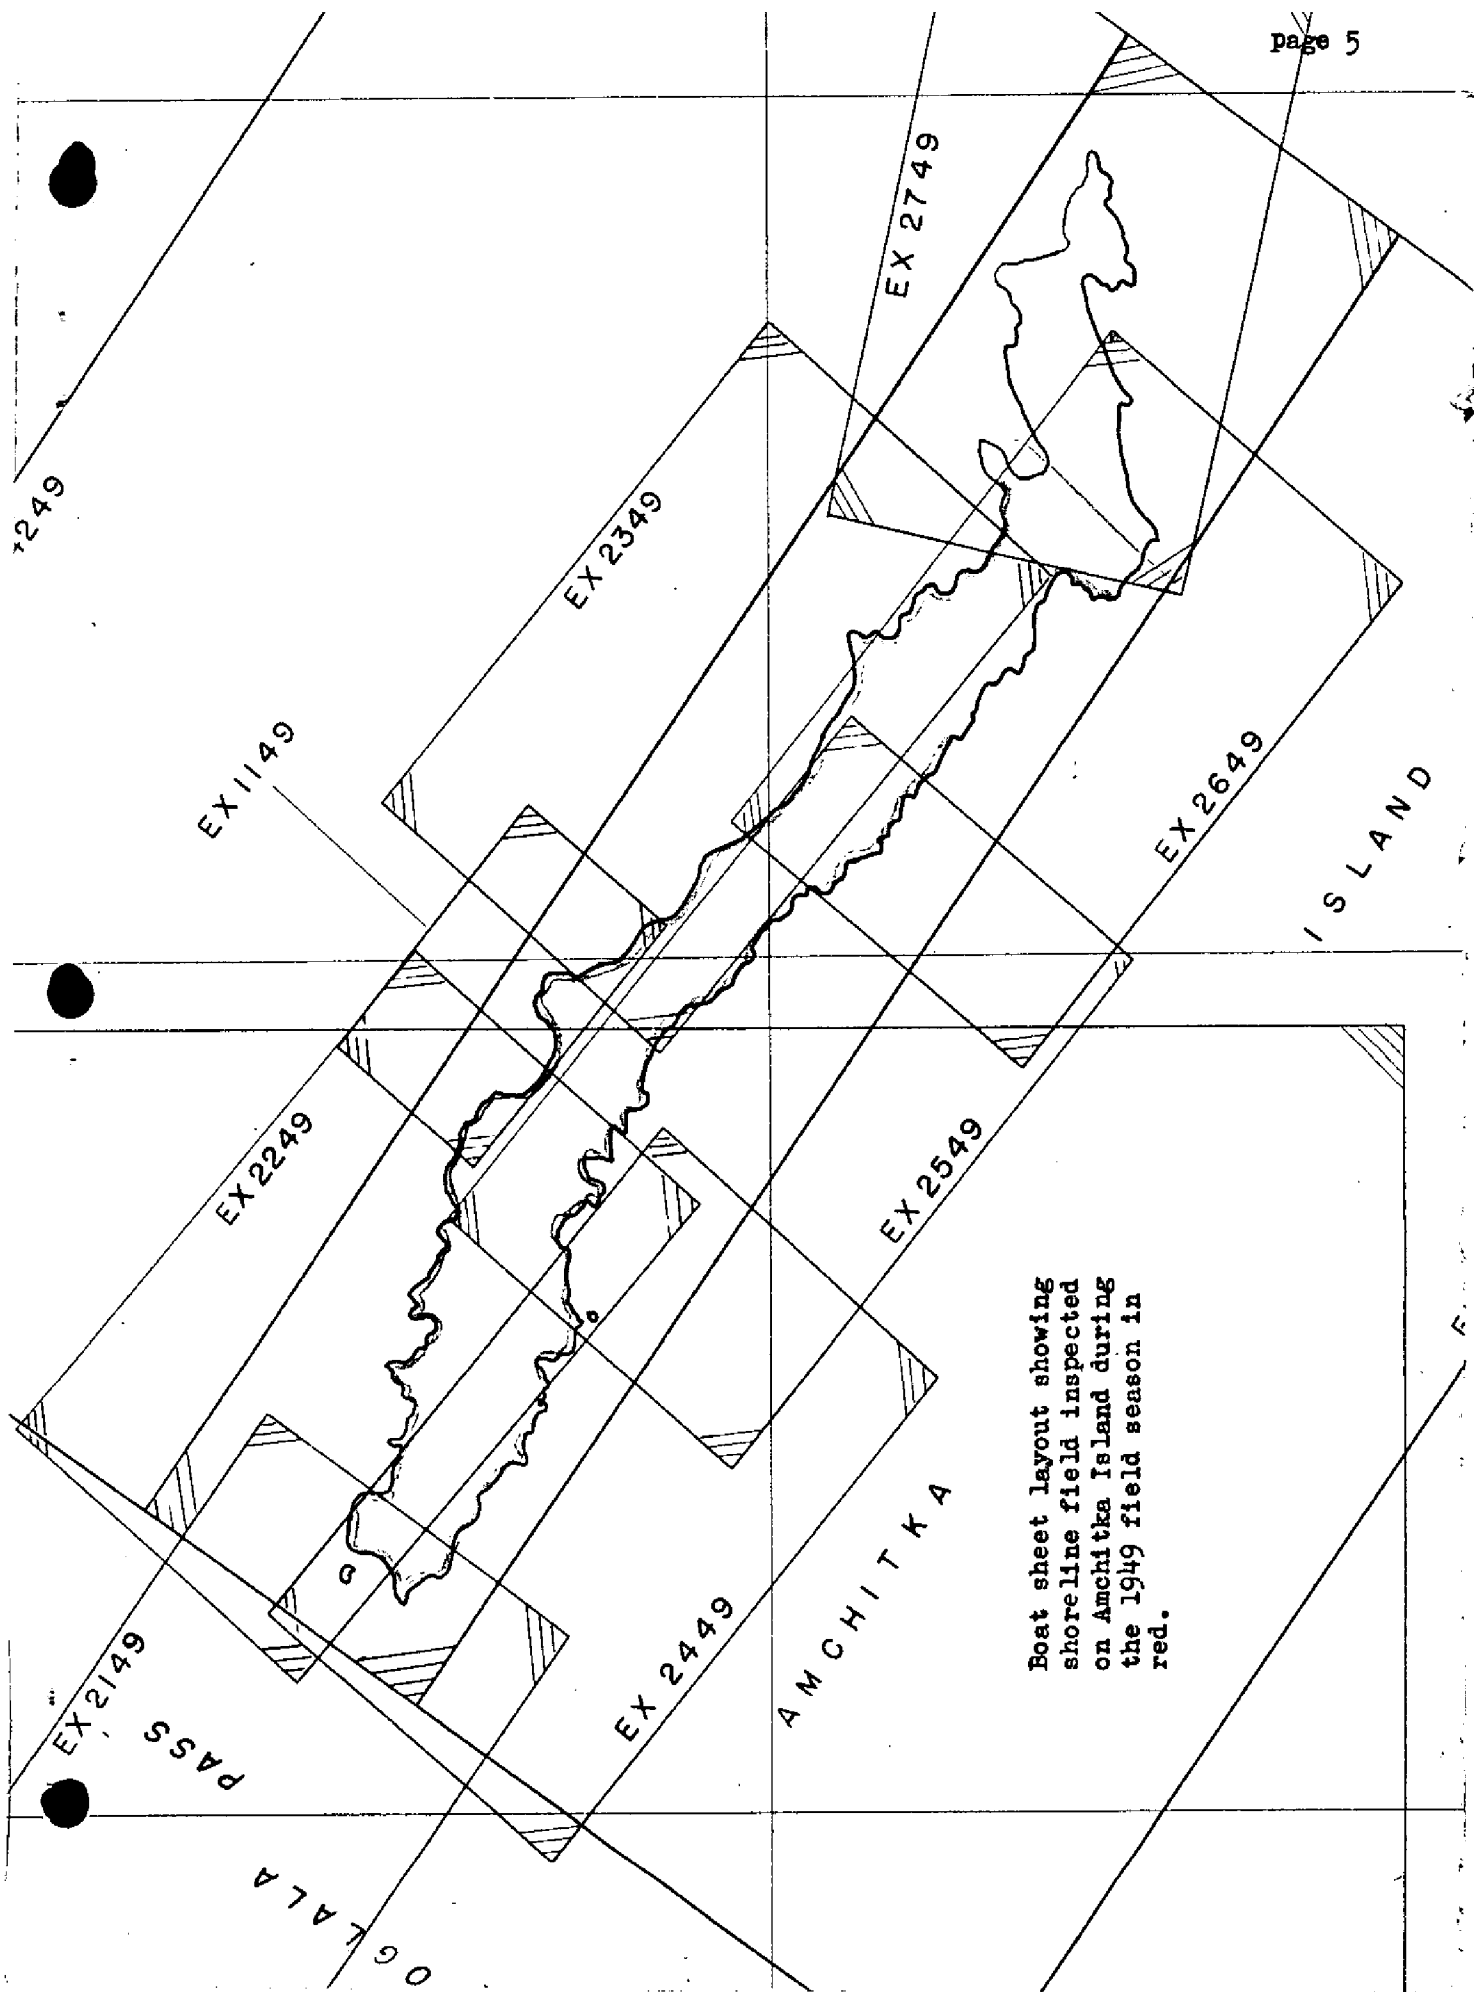 page 5
EX 2749
249
EX 2349
EX 1149
EX 2649
ISLAND
EX 2249
EX 2549
EX 2149
PASS
OGLALA
EX 2449
AMCHITKA
Boat sheet layout showing
shoreline field inspected
on Amchitka Island during
the 1949 field season in
red.